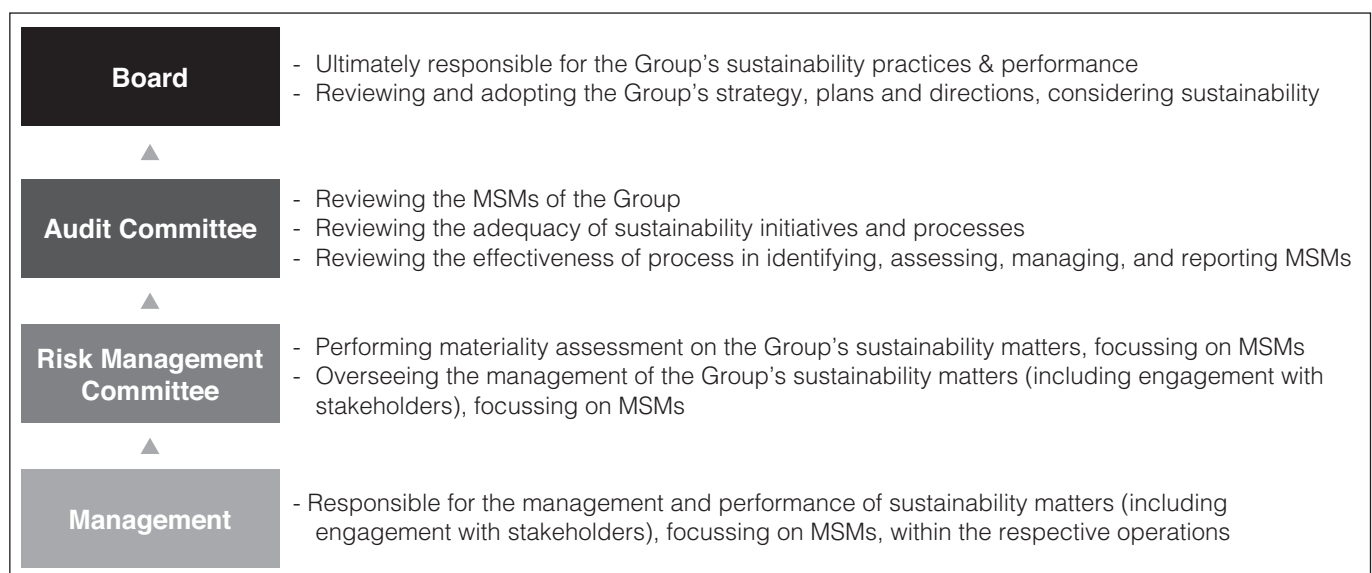 Board
- Ultimately responsible for the Group's sustainability practices & performance
- Reviewing and adopting the Group's strategy, plans and directions, considering sustainability
Audit Committee
- Reviewing the MSMs of the Group
- Reviewing the adequacy of sustainability initiatives and processes
- Reviewing the effectiveness of process in identifying, assessing, managing, and reporting MSMs
Risk Management
Committee
- Performing materiality assessment on the Group's sustainability matters, focussing on MSMs
- Overseeing the management of the Group's sustainability matters (including engagement with
stakeholders), focussing on MSMs
Management
- Responsible for the management and performance of sustainability matters (including
engagement with stakeholders), focussing on MSMs, within the respective operations